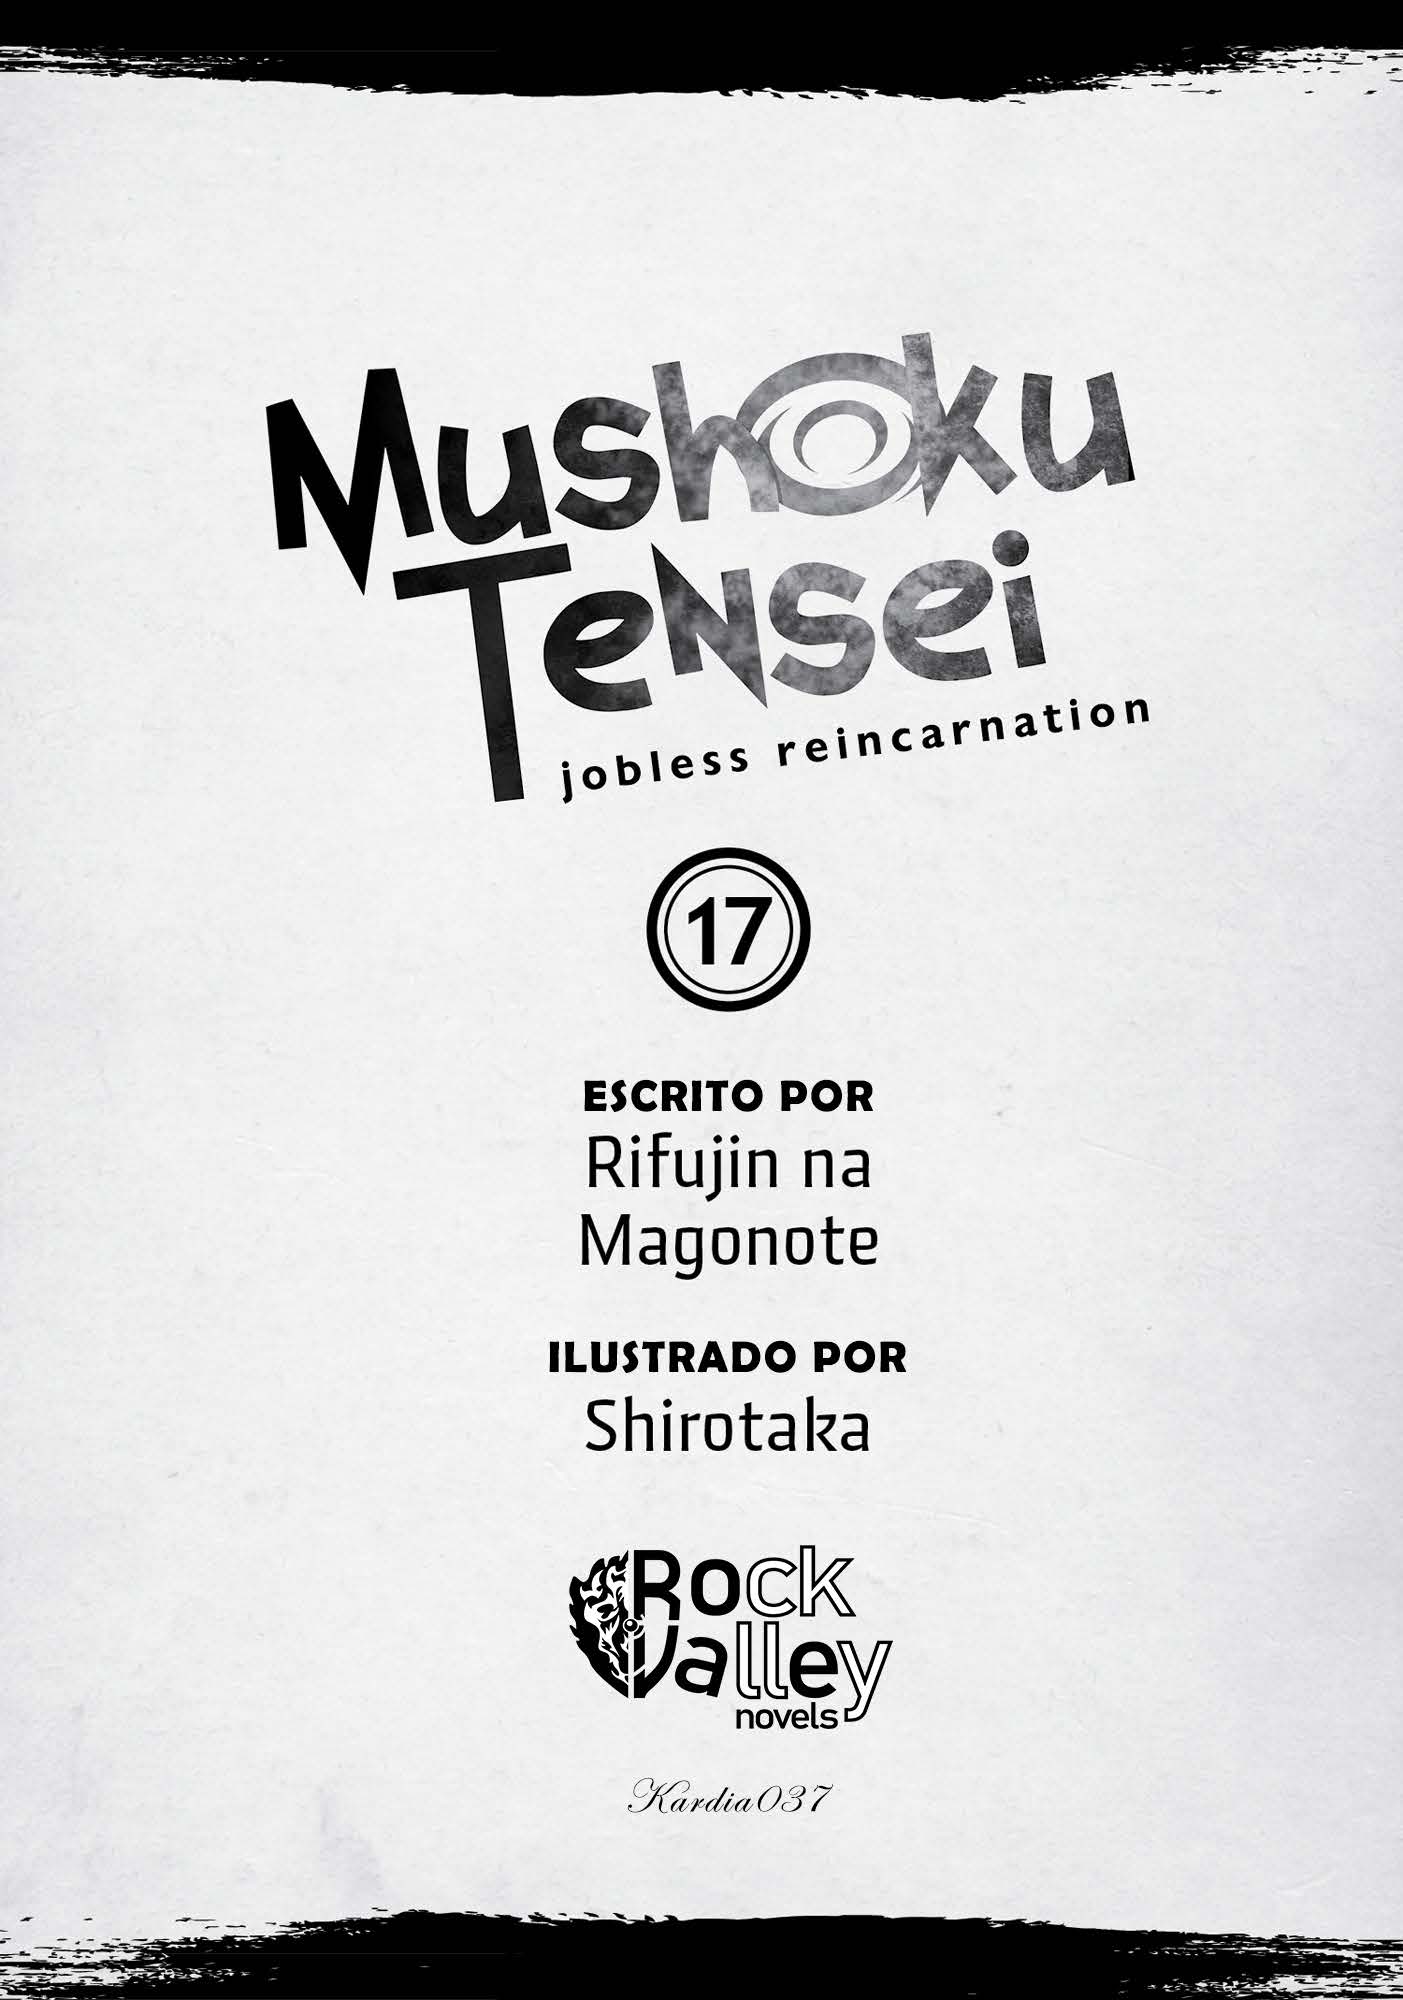 Mushoku
Tensei
jobless reincarnation
17
ESCRITO POR
Rifujin na
Magonote
ILUSTRADO POR
Shirotaka
Rock
Valley
novels
Kardia037